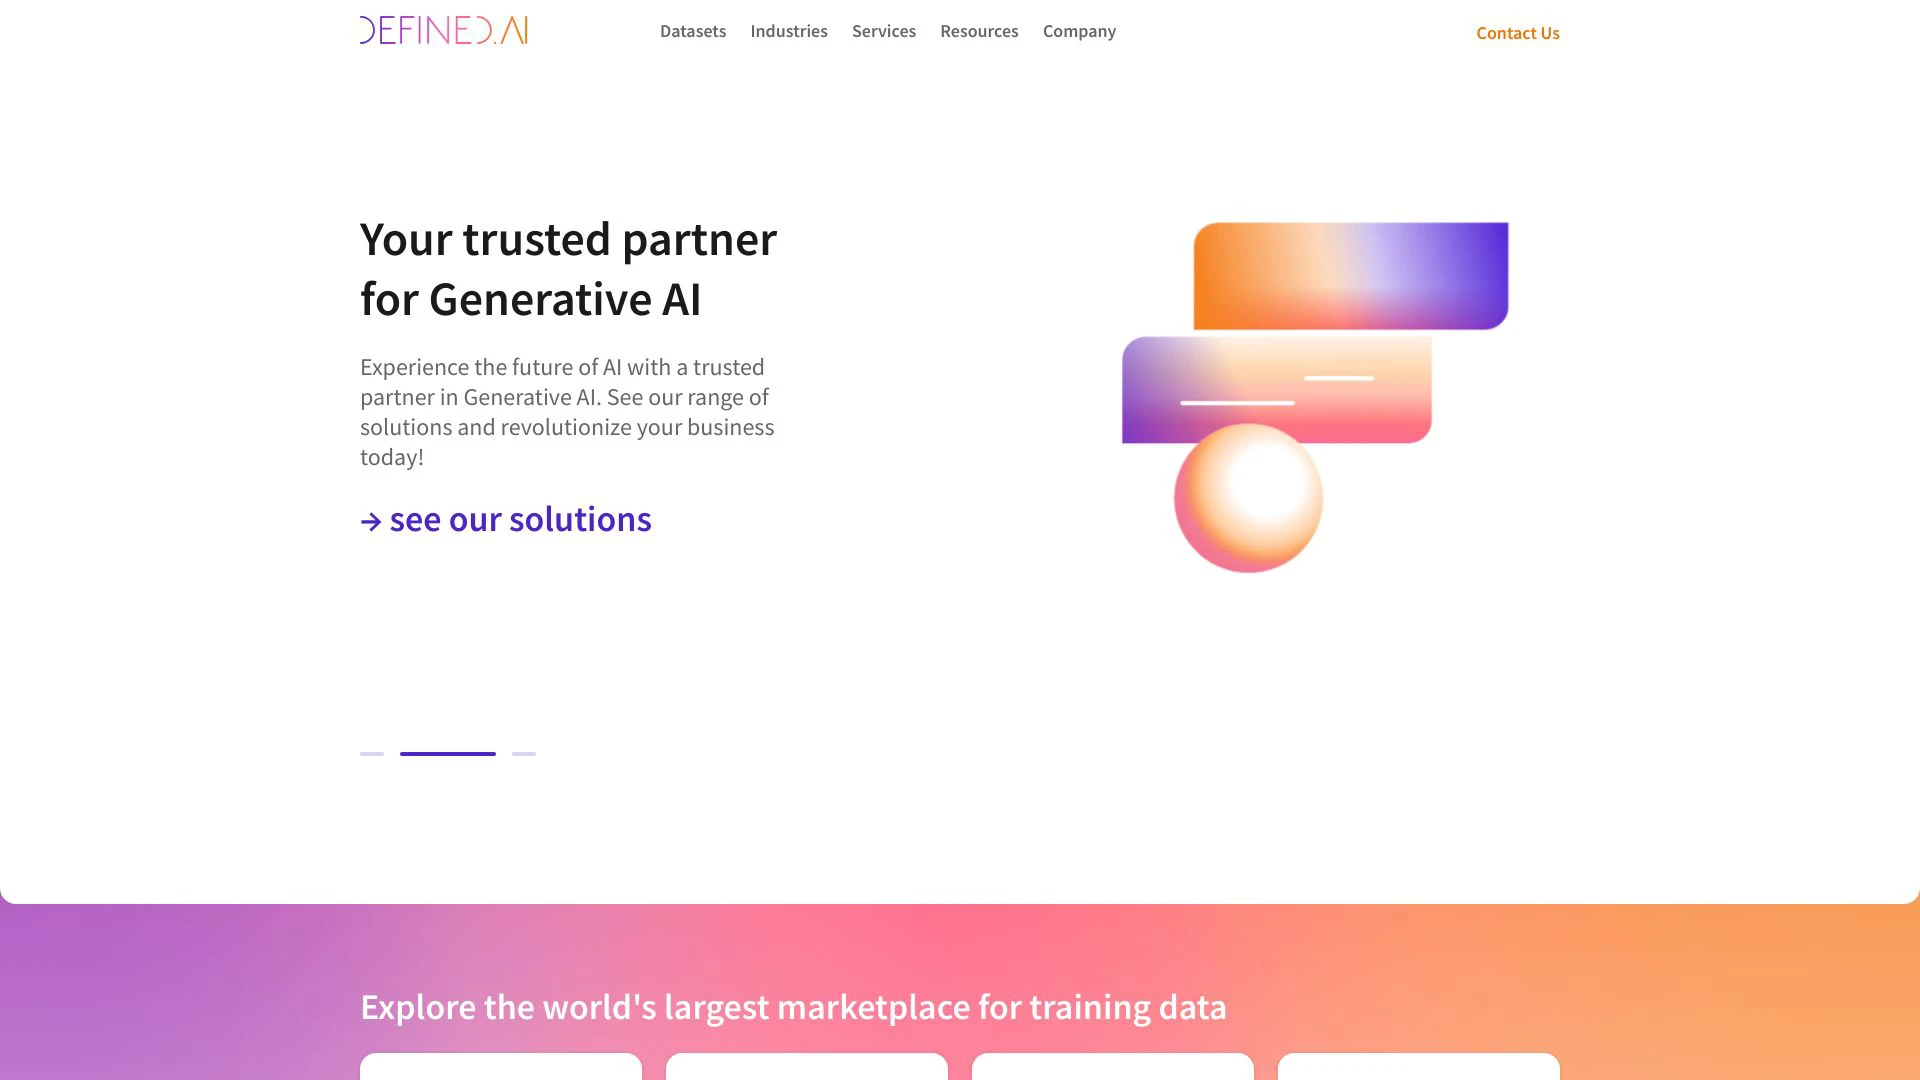 DEFINED.AI
Datasets Industries Services Resources Company
Contact Us
Your trusted partner
for Generative AI
Experience the future of AI with a trusted
partner in Generative AI. See our range of
solutions and revolutionize your business
today!
→ see our solutions
Explore the world's largest marketplace for training data